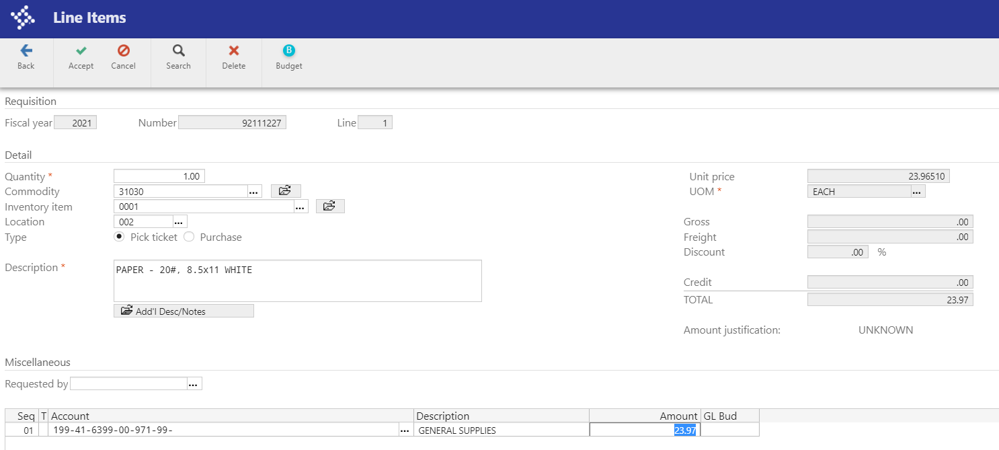 Line Items
Back Accept Cancel Search Delete B Budget
Requisition
Fiscal year 2021 Number 92111227 Line 1
Detail
Quantity * 1.00 Unit price 23.96510
Commodity 31030 ... UOM * EACH ...
Inventory item 0001 ...
Location 002 ... Gross .00
Type Pick ticket Purchase Freight .00
Discount .00 %
Description * PAPER - 20#, 8.5x11 WHITE
Credit .00
TOTAL 23.97
Add'l Desc/Notes
Amount justification: UNKNOWN
Miscellaneous
Requested by ...
Seq T Account Description Amount GL Bud
01 199-41-6399-00-971-99- ... GENERAL SUPPLIES 23.97